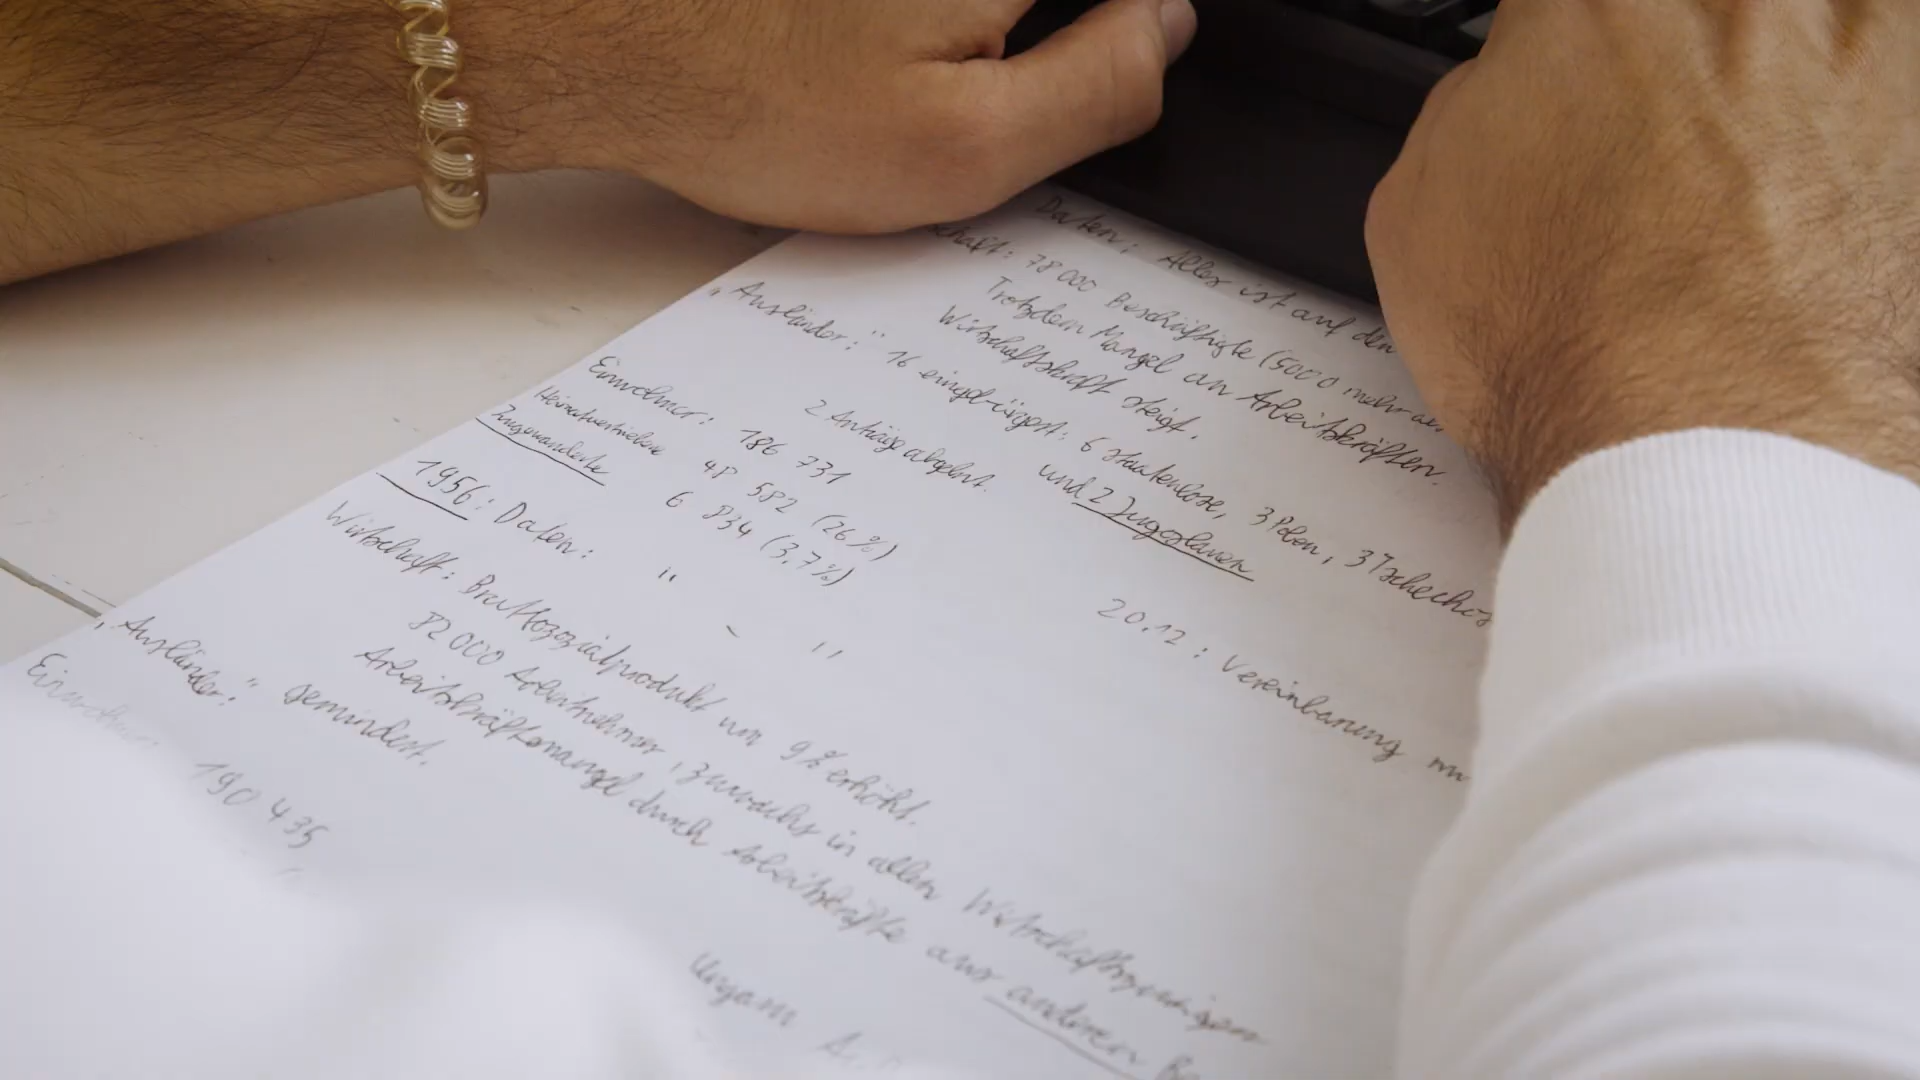 Daten: Alles ist auf den
schaft: 78 000 Beschäftigte (5000 mehr als
Trotzdem Mangel an Arbeitskräften.
Wirtschaftskraft steigt.
"Ausländer:" 16 eingebürgert: 6 Staatenlose, 3 Polen, 3 Tschechos
und 2 Jugoslawen
2 Anträge abgelehnt.
Einwohner: 186 731
Heimatvertriebene 48 582 (26%)
Zugewanderte 6 834 (3,7%)
20.12: Vereinbarung
1956: Daten: " "
Wirtschaft: Bruttosozialprodukt um 9% erhöht.
82 000 Arbeitnehmer, Zuwachs in allen Wirtschaftszweigen
Arbeitskräftemangel durch Arbeitskräfte aus anderen
gemindert.
"Ausländer:"
Einwohner: 190 435
Ungarn